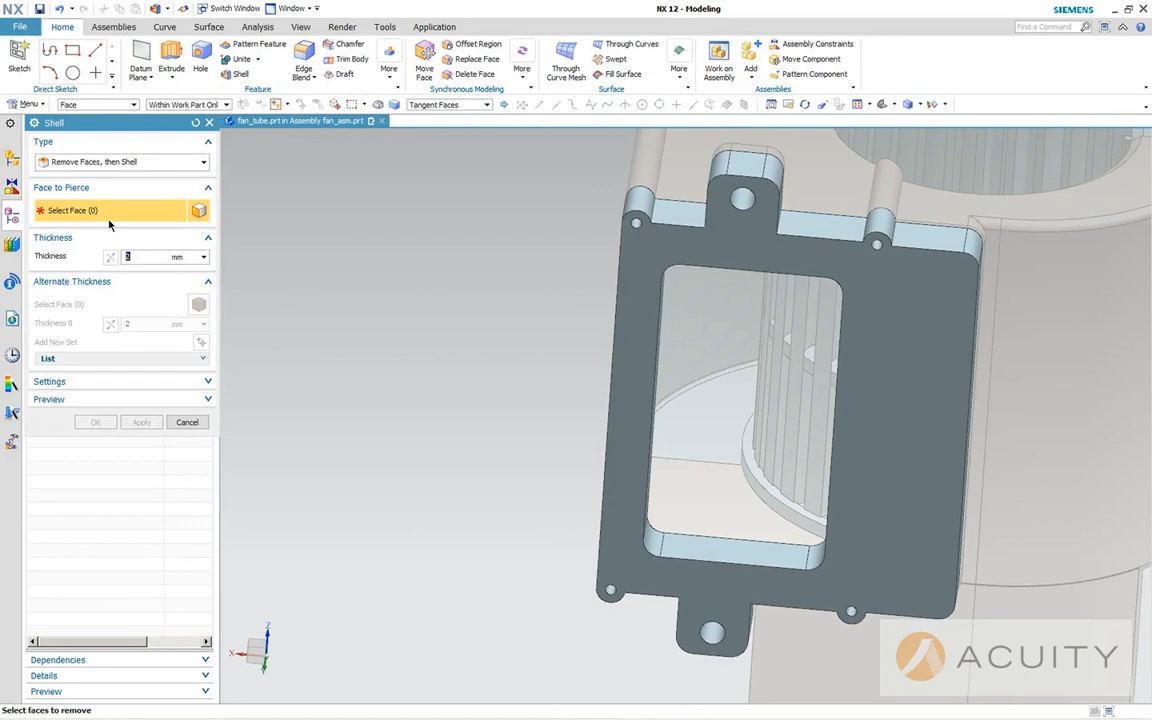 NX
Switch Window
Window
NX 12 - Modeling
SIEMENS
File
Home
Assemblies
Curve
Surface
Analysis
View
Render
Tools
Application
Find a Command
Sketch
Direct Sketch
Datum Plane
Extrude
Hole
Pattern Feature
Unite
Shell
Edge Blend
Chamfer
Trim Body
Draft
More
Feature
Move Face
Offset Region
Replace Face
Delete Face
More
Synchronous Modeling
Through Curve Mesh
Through Curves
Swept
Fill Surface
More
Surface
Work on Assembly
Add
Assembly Constraints
Move Component
Pattern Component
Assemblies
Menu
Face
Within Work Part Onl
Tangent Faces
Shell
fan_tube.prt in Assembly fan_asm.prt
Type
Remove Faces, then Shell
Face to Pierce
* Select Face (0)
Thickness
Thickness 2 mm
Alternate Thickness
Select Face (0)
Thickness 0 2 mm
Add New Set
List
Settings
Preview
OK Apply Cancel
Z
X
Dependencies
Details
Preview
ACUITY
Select faces to remove